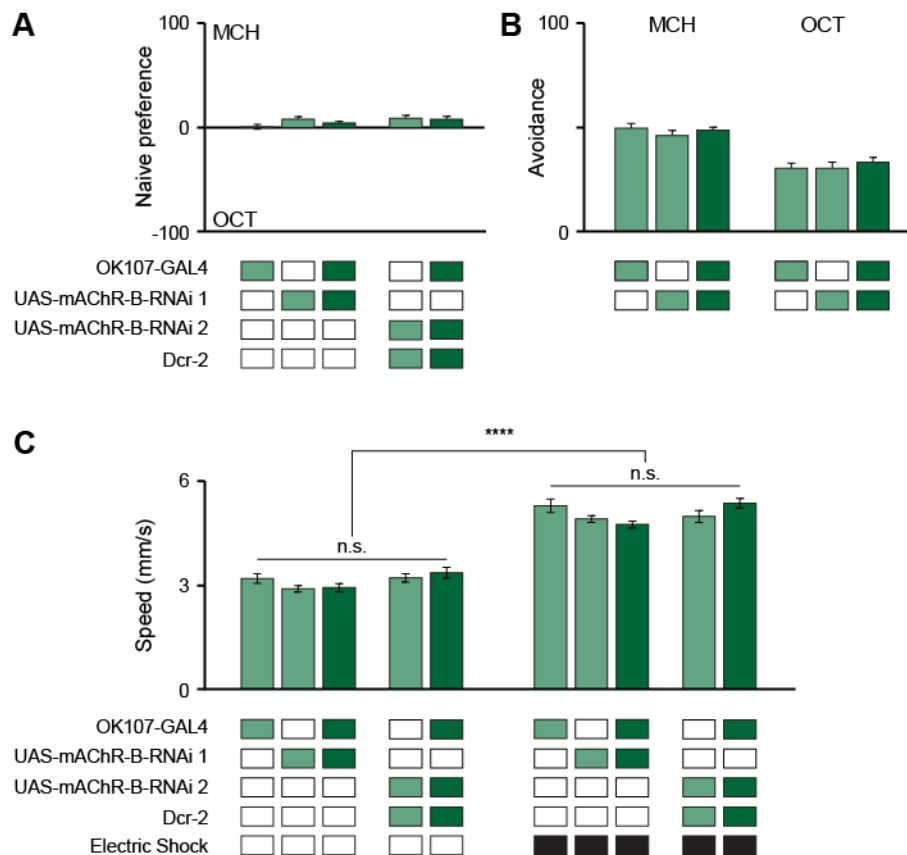 A
100
MCH
Naive preference
0
-100
OCT
OK107-GAL4
UAS-mAChR-B-RNAi 1
UAS-mAChR-B-RNAi 2
Dcr-2
B
100
MCH OCT
Avoidance
0
C
****
6
n.s.
n.s.
Speed (mm/s)
3
0
OK107-GAL4
UAS-mAChR-B-RNAi 1
UAS-mAChR-B-RNAi 2
Dcr-2
Electric Shock